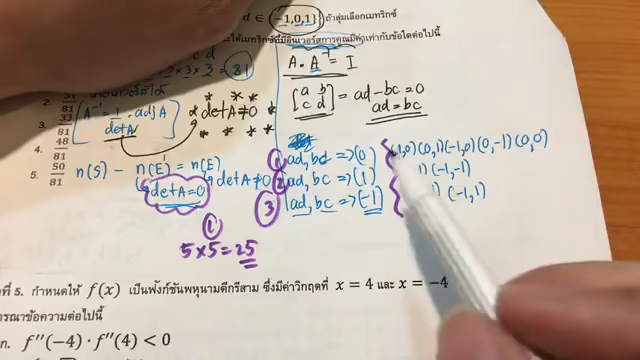 d ∈ {−1,0,1} ถ้าสุ่มเลือกเมทริกซ์
จะได้เมทริกซ์ที่มีอินเวอร์สการคูณมีค่าเท่ากับข้อใดต่อไปนี้
c d
×3×3 = 81
A·A⁻¹ = I
2.
31
81
A⁻¹ = 1/detA · adj A
* * *
* detA≠0 *
* * * *
[a b
c d] = ad−bc=0
ad=bc
3.
4. 48
81
5. 50
81
n(S) − n(E′) = n(E)
detA=0
detA≠0
① ad, bc ⇒ (0) { (1,0)(0,1)(−1,0)(0,−1)(0,0)
② ad, bc ⇒ (1) (−1,−1)
③ ad, bc ⇒ (−1) (−1,1)
①
5×5=25
ที่ 5. กำหนดให้ f(x) เป็นฟังก์ชันพหุนามดีกรีสาม ซึ่งมีค่าวิกฤตที่ x = 4 และ x = −4
ารณาข้อความต่อไปนี้
ก. f″(−4) · f″(4) < 0